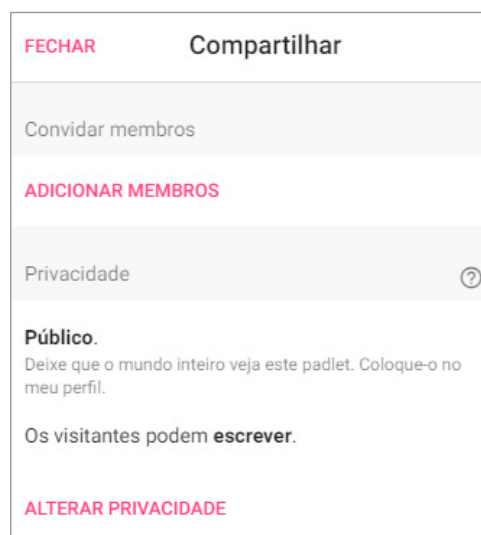 FECHAR Compartilhar
Convidar membros
ADICIONAR MEMBROS
Privacidade
Público.
Deixe que o mundo inteiro veja este padlet. Coloque-o no
meu perfil.
Os visitantes podem escrever.
ALTERAR PRIVACIDADE